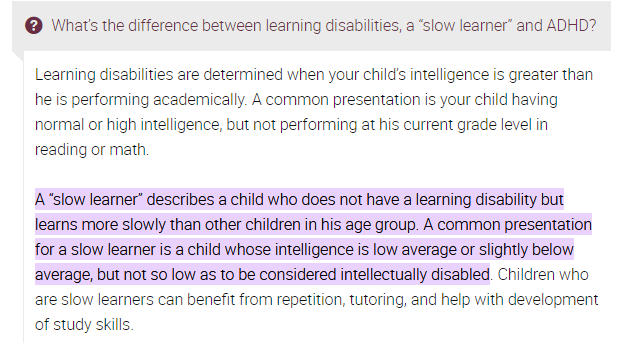 What's the difference between learning disabilities, a “slow learner” and ADHD?
Learning disabilities are determined when your child's intelligence is greater than
he is performing academically. A common presentation is your child having
normal or high intelligence, but not performing at his current grade level in
reading or math.
A “slow learner” describes a child who does not have a learning disability but
learns more slowly than other children in his age group. A common presentation
for a slow learner is a child whose intelligence is low average or slightly below
average, but not so low as to be considered intellectually disabled. Children who
are slow learners can benefit from repetition, tutoring, and help with development
of study skills.